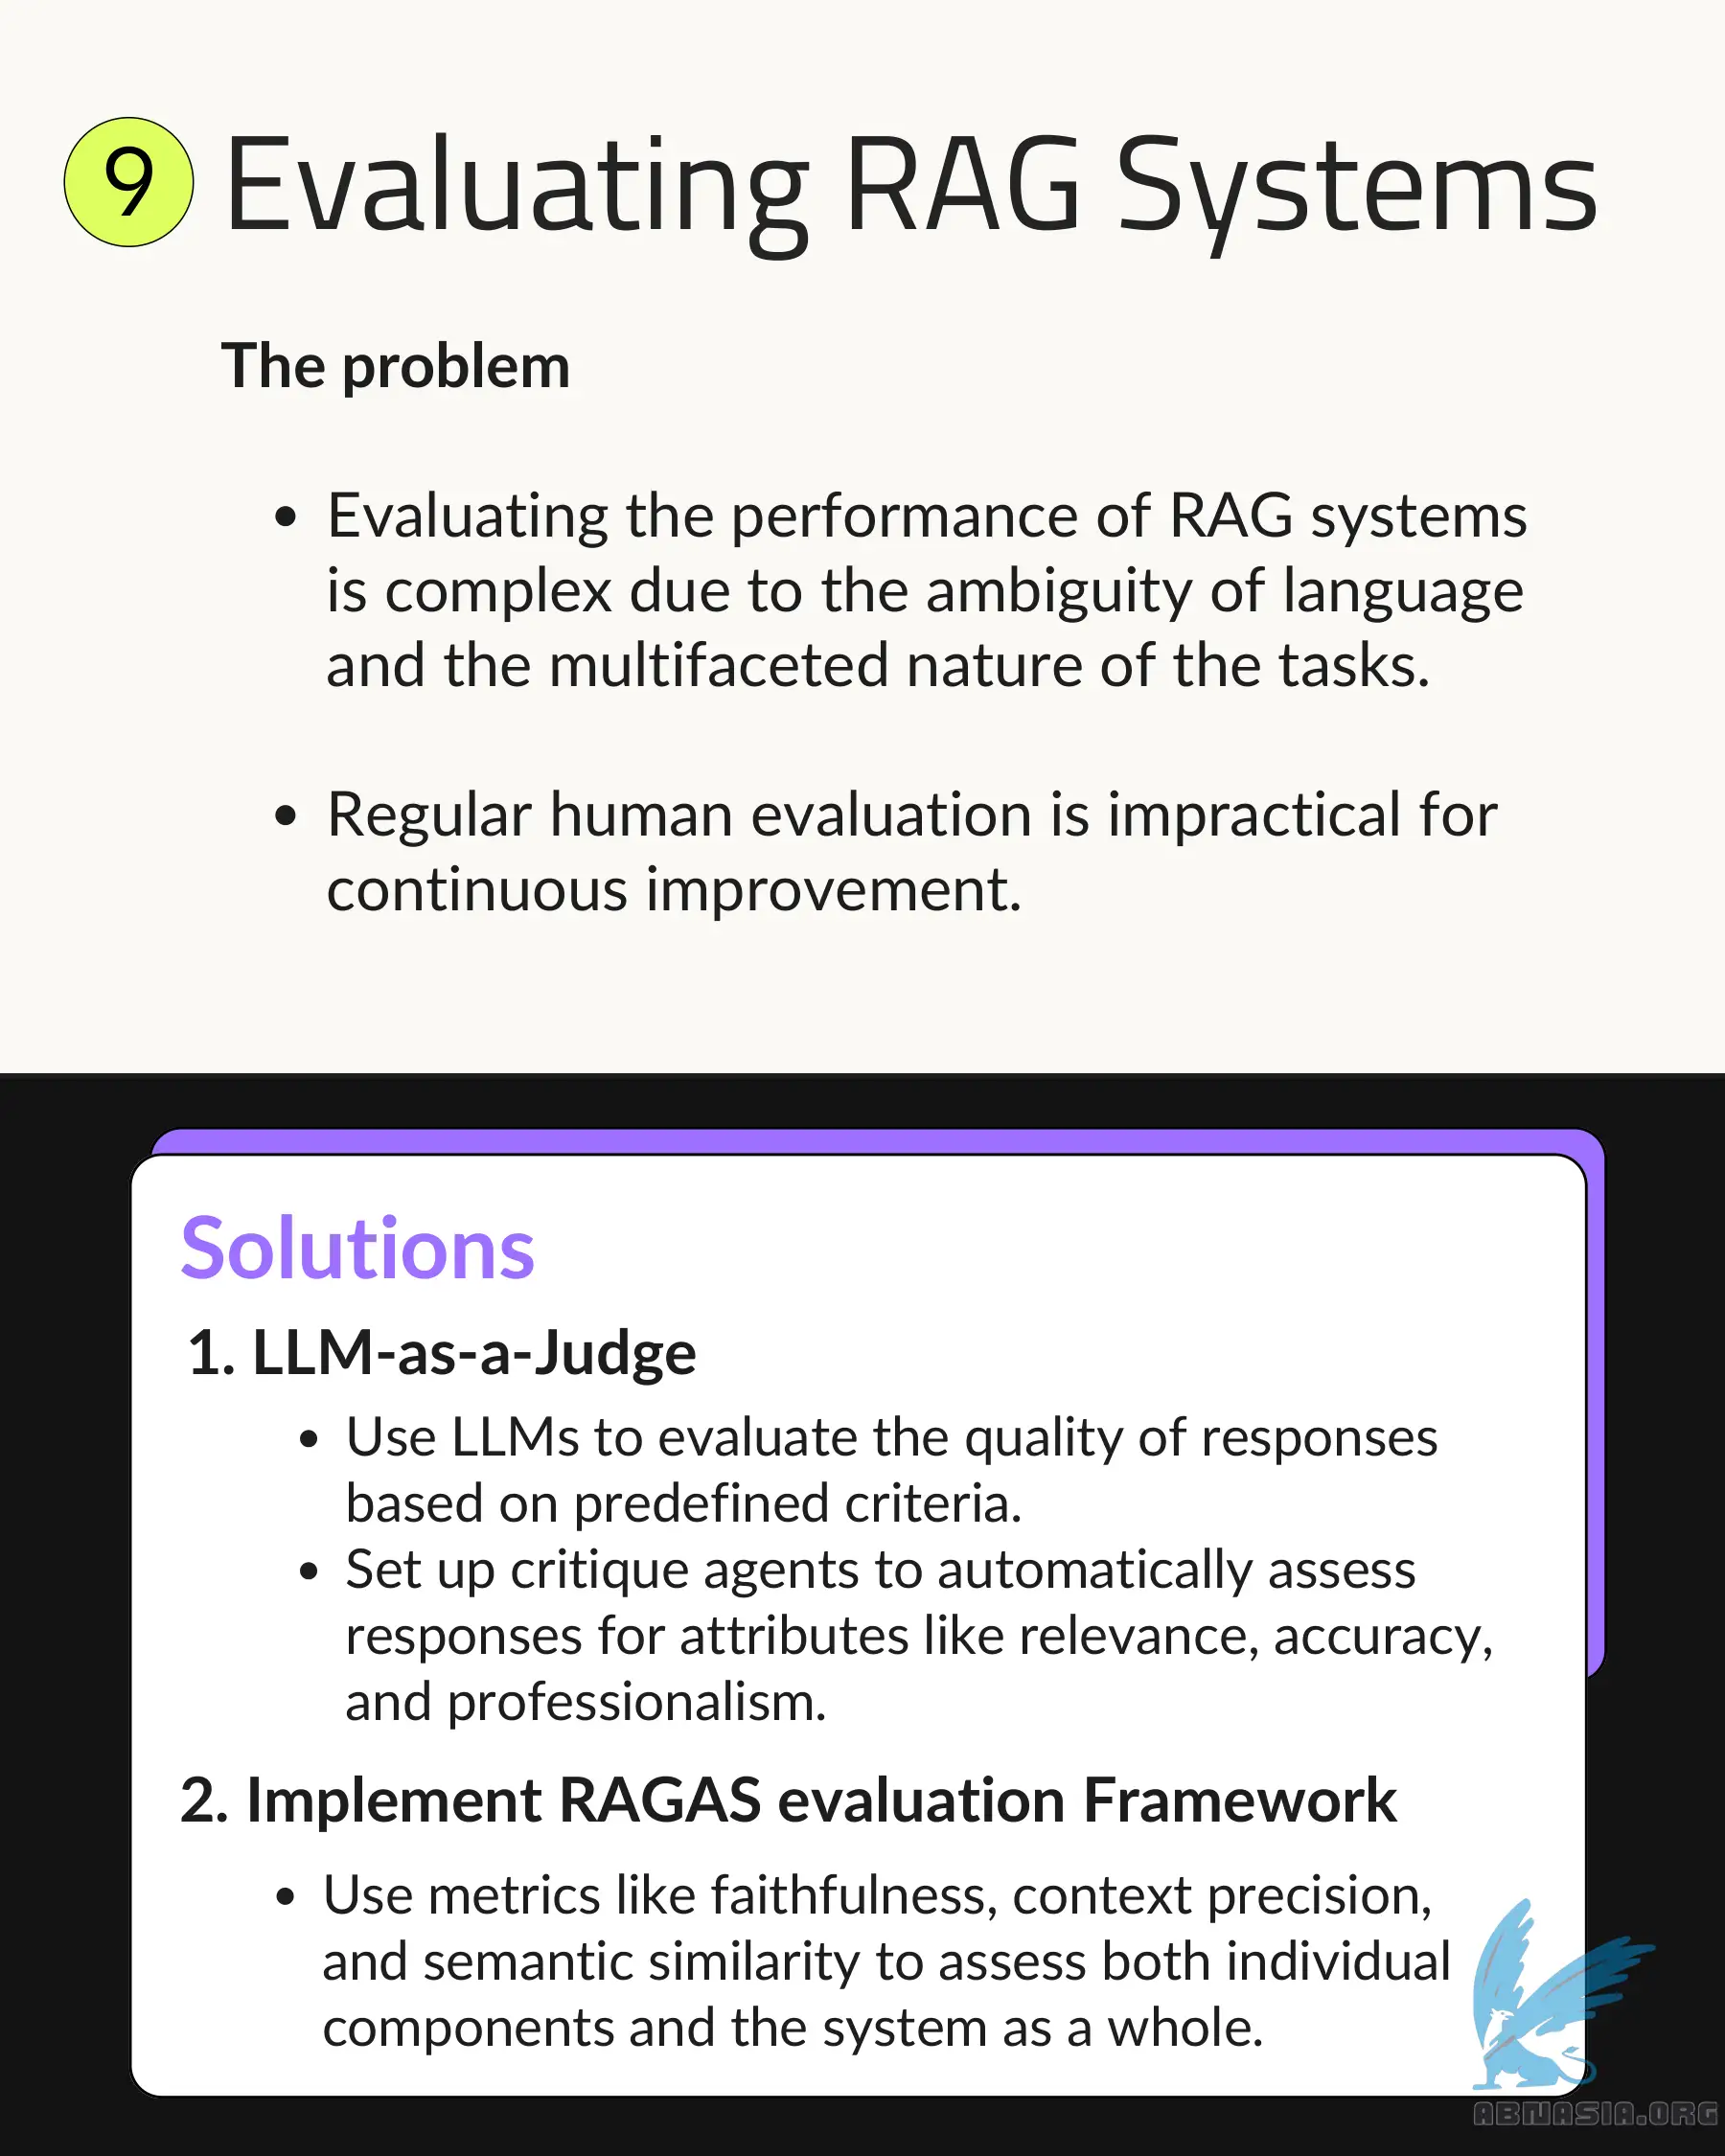 9 Evaluating RAG Systems
The problem
• Evaluating the performance of RAG systems
is complex due to the ambiguity of language
and the multifaceted nature of the tasks.
• Regular human evaluation is impractical for
continuous improvement.
Solutions
1. LLM-as-a-Judge
• Use LLMs to evaluate the quality of responses
based on predefined criteria.
• Set up critique agents to automatically assess
responses for attributes like relevance, accuracy,
and professionalism.
2. Implement RAGAS evaluation Framework
• Use metrics like faithfulness, context precision,
and semantic similarity to assess both individual
components and the system as a whole.
ABNASIA.ORG